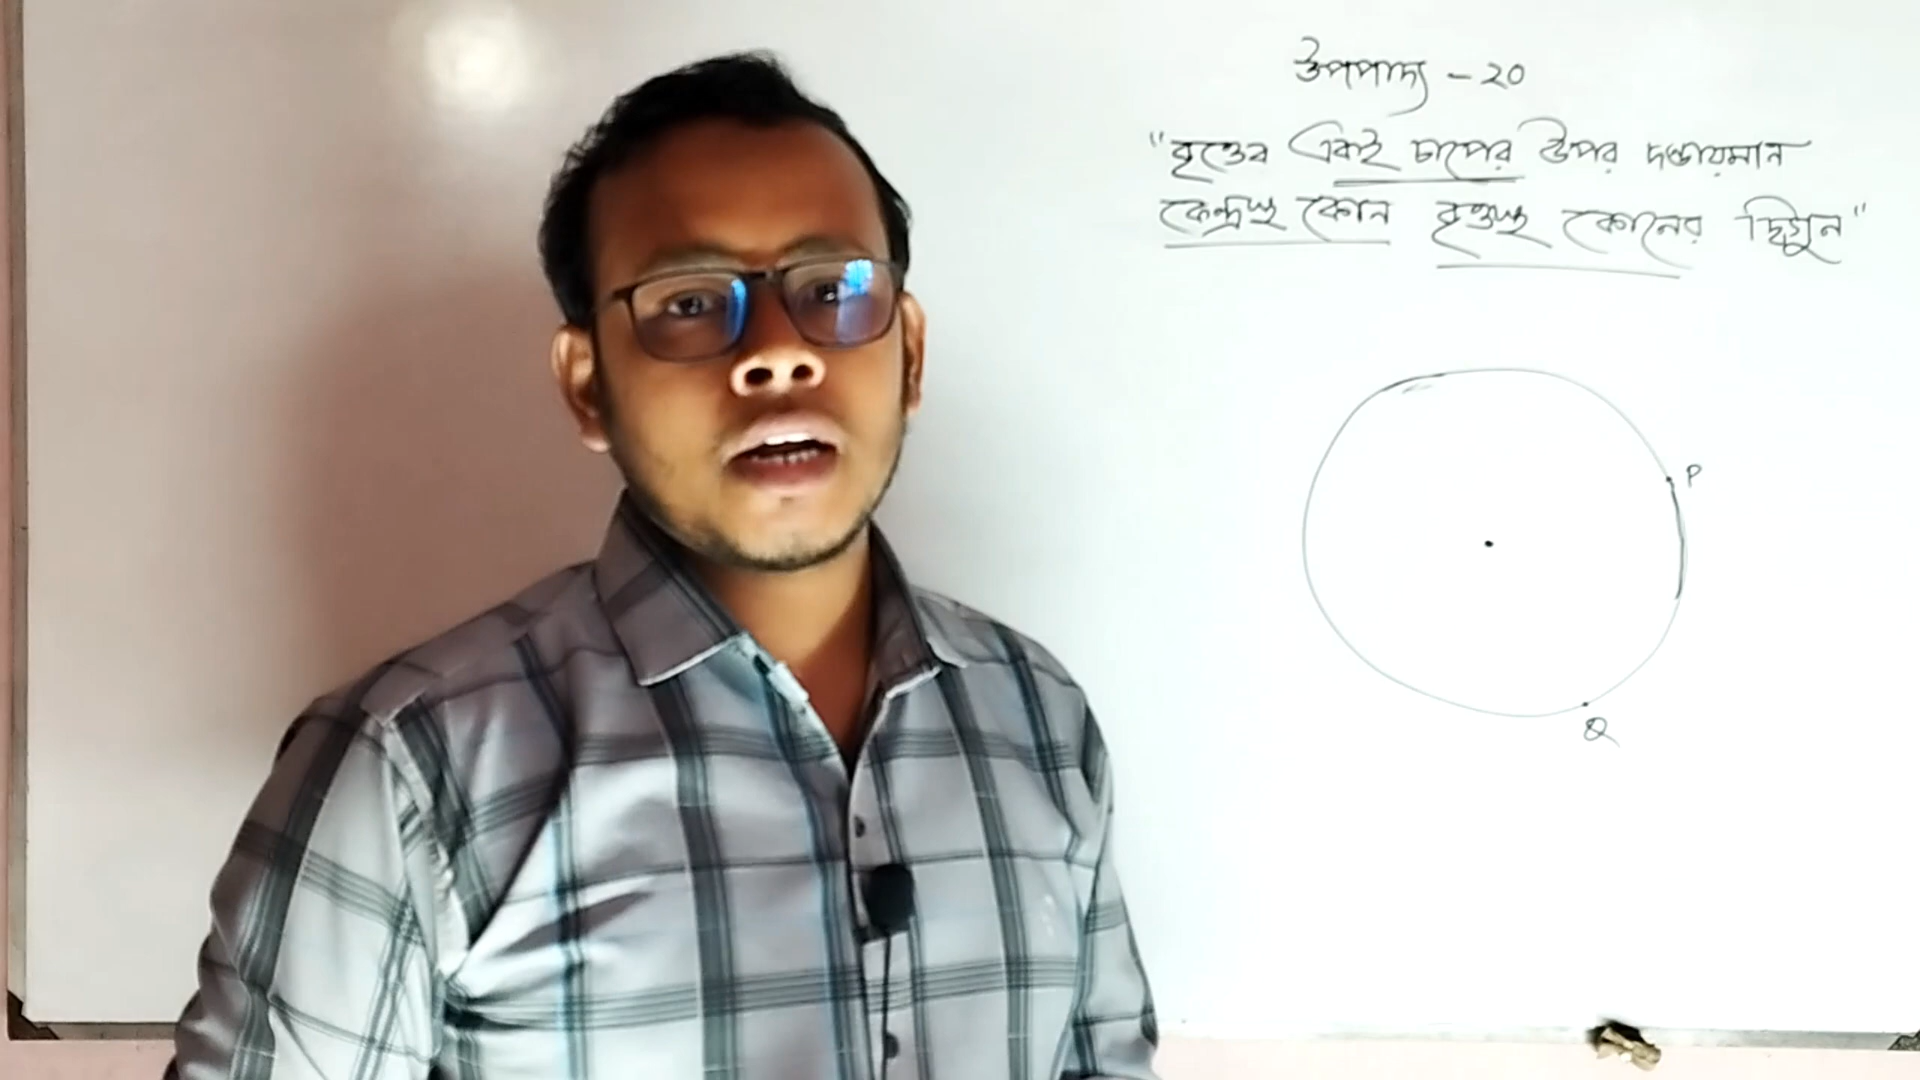 উপপাদ্য - ২০
"বৃত্তের একই চাপের উপর দণ্ডায়মান
কেন্দ্রস্থ কোন বৃত্তস্থ কোনের দ্বিগুন"
P
Q